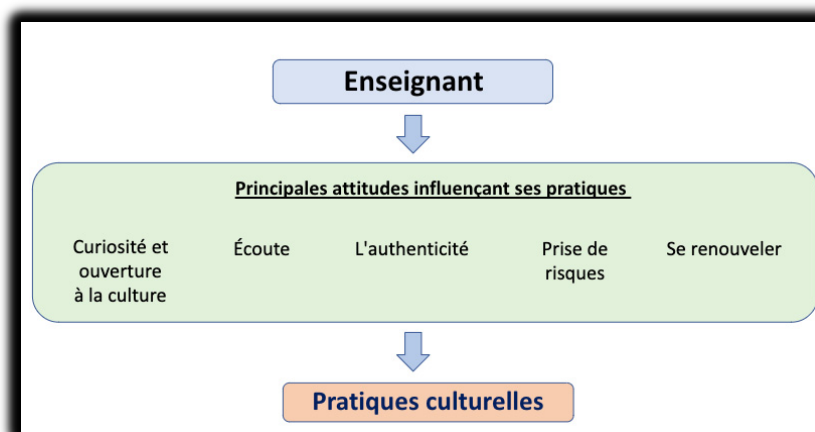 Enseignant
Principales attitudes influençant ses pratiques
Curiosité et
ouverture
à la culture
Écoute
L'authenticité
Prise de
risques
Se renouveler
Pratiques culturelles